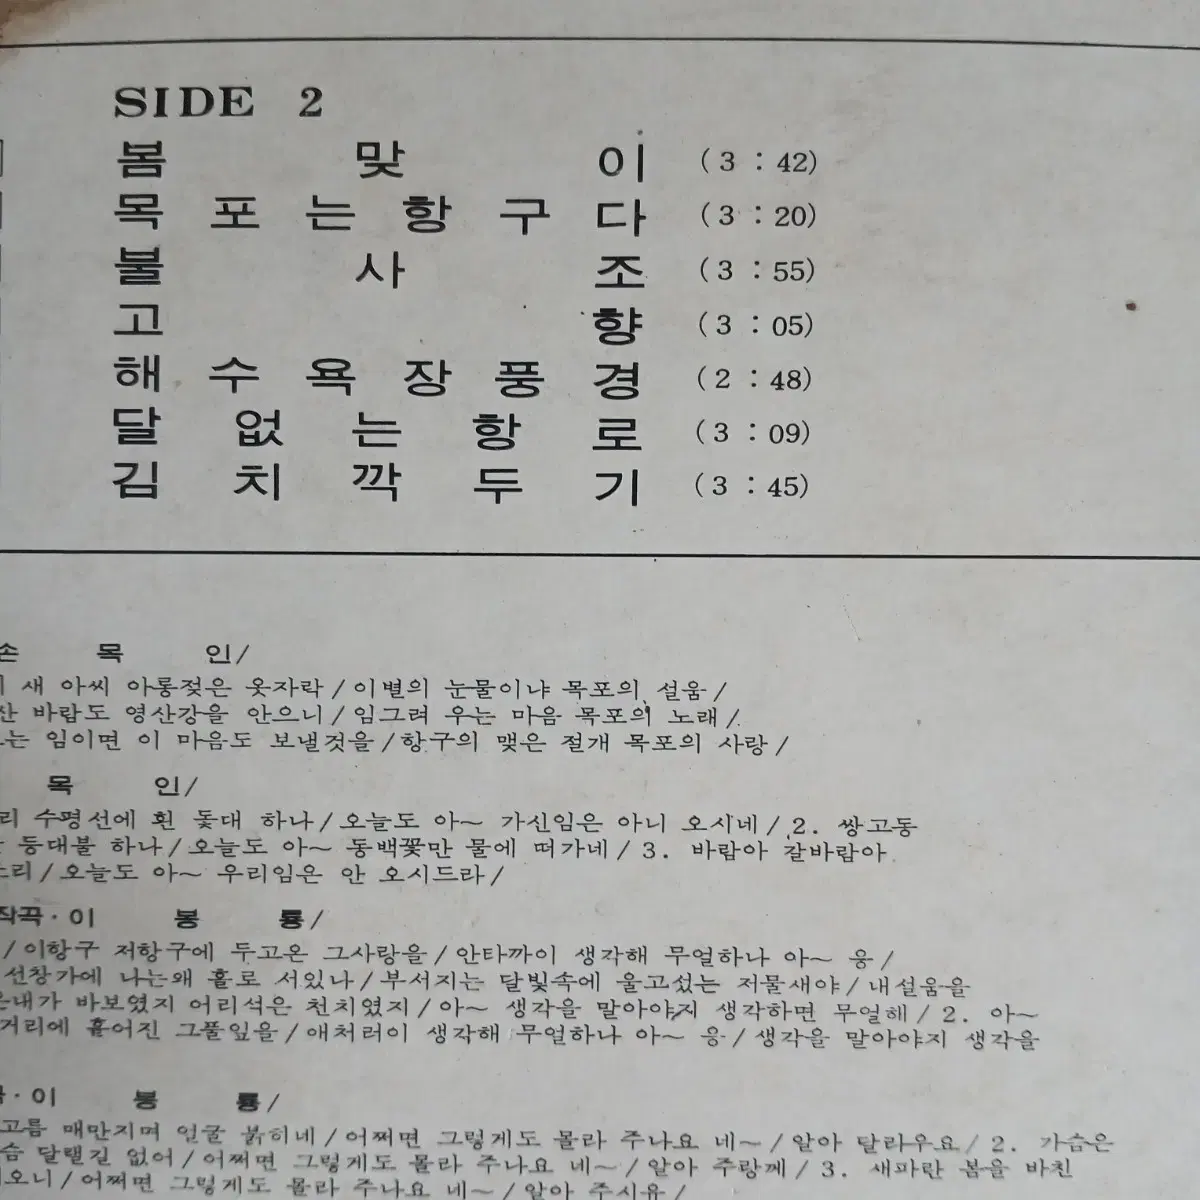 SIDE 2
봄맞이 (3 : 42)
목포는항구다 (3 : 20)
불사조 (3 : 55)
고향 (3 : 05)
해수욕장풍경 (2 : 48)
달없는항로 (3 : 09)
김치깍두기 (3 : 45)
손목인/
새 아씨 아롱젖은 옷자락/이별의 눈물이냐 목포의 설움/
산 바람도 영산강을 안으니/임그려 우는 마음 목포의 노래/
는 임이면 이 마음도 보낼것을/항구의 맺은 절개 목포의 사랑/
목인/
리 수평선에 흰 돛대 하나/오늘도 아~ 가신임은 아니 오시네/2. 쌍고동
등대불 하나/오늘도 아~ 동백꽃만 물에 떠가네/3. 바람아 갈바람아
소리/오늘도 아~ 우리임은 안 오시드라/
작곡·이봉룡/
/이항구 저항구에 두고온 그사랑을/안타까이 생각해 무얼하나 아~ 응/
선창가에 나는왜 홀로 서있나/부서지는 달빛속에 울고섰는 저물새야/내설움을
은내가 바보였지 어리석은 천치였지/아~ 생각을 말아야지 생각하면 무얼해/2. 아~
거리에 흩어진 그풀잎을/애처러이 생각해 무얼하나 아~ 응/생각을 말아야지 생각을
·이봉룡/
고름 매만지며 얼굴 붉히네/어쩌면 그렇게도 몰라 주나요 네~/알아 달라우요/2. 가슴은
슴 달랠길 없어/어쩌면 그렇게도 몰라 주나요 네~/알아 주랑께/3. 새파란 봄을 바친
오니/어쩌면 그렇게도 몰라 주나요 네~/알아 주시유/